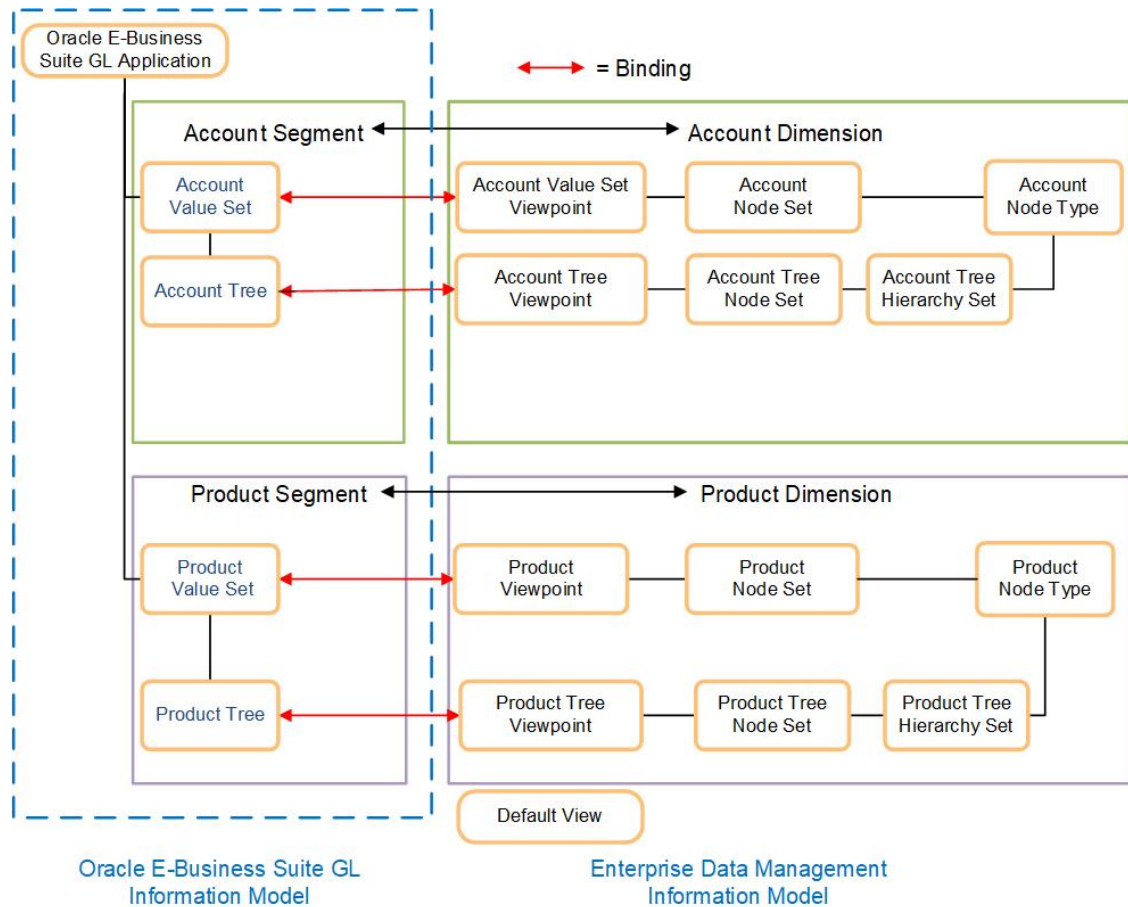 Oracle E-Business
Suite GL Application
= Binding
Account Segment
Account Dimension
Account
Value Set
Account Value Set
Viewpoint
Account
Node Set
Account
Node Type
Account Tree
Account Tree
Viewpoint
Account Tree
Node Set
Account Tree
Hierarchy Set
Product Segment
Product Dimension
Product
Value Set
Product
Viewpoint
Product
Node Set
Product
Node Type
Product Tree
Product Tree
Viewpoint
Product Tree
Node Set
Product Tree
Hierarchy Set
Default View
Oracle E-Business Suite GL
Information Model
Enterprise Data Management
Information Model